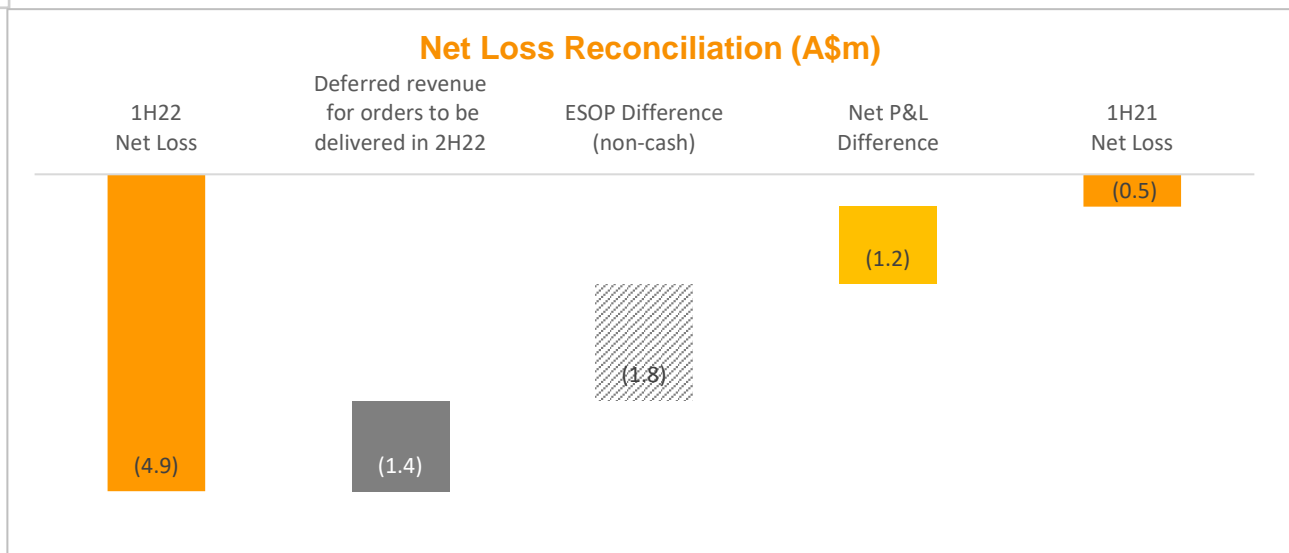 Net Loss Reconciliation (A$m)
1H22
Net Loss
Deferred revenue
for orders to be
delivered in 2H22
ESOP Difference
(non-cash)
Net P&L
Difference
1H21
Net Loss
(4.9)
(1.4)
(1.8)
(1.2)
(0.5)